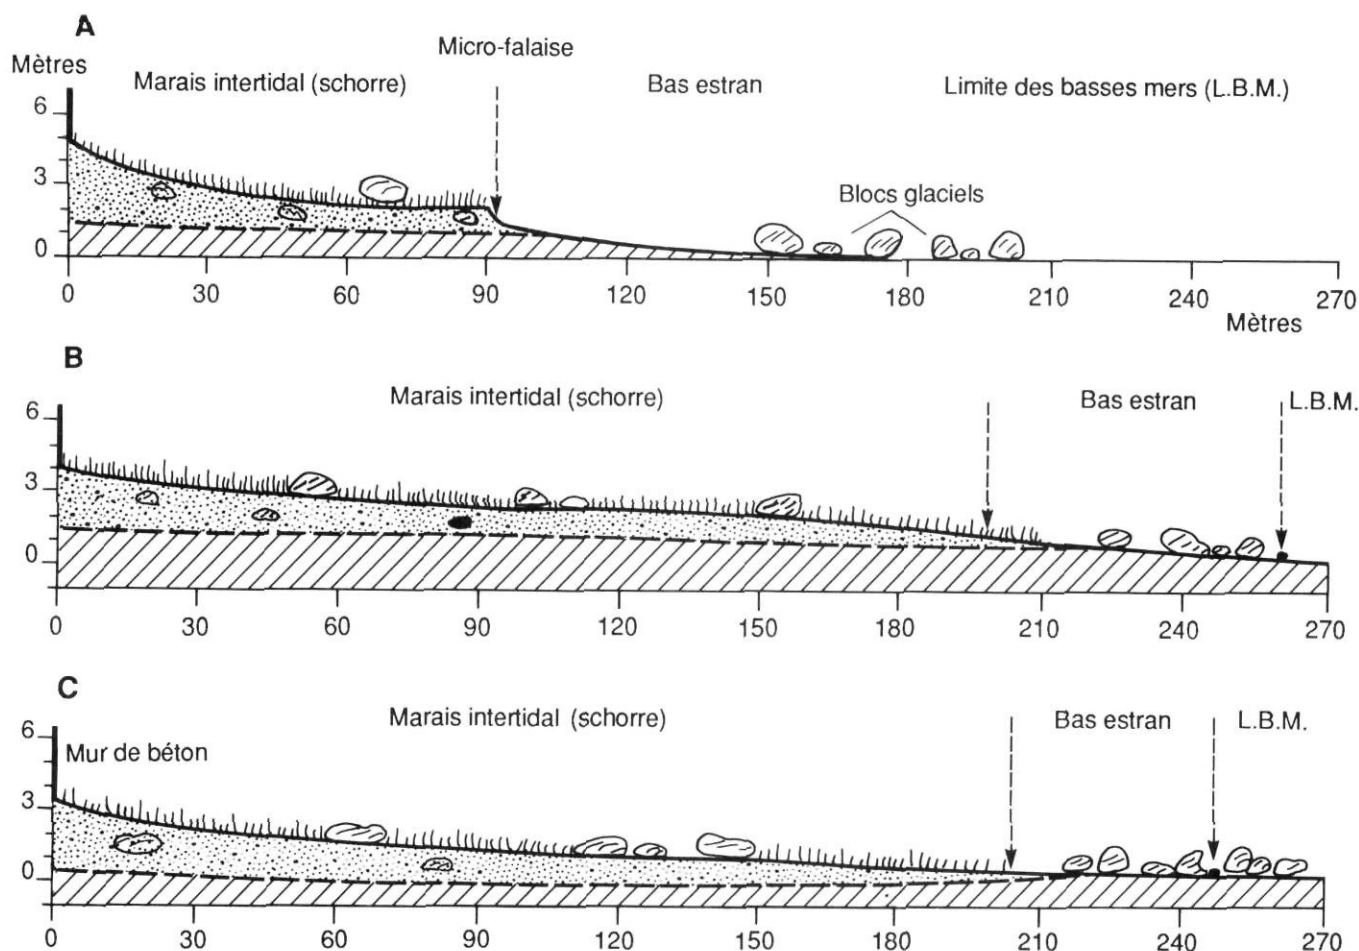 A
Micro-falaise
Mètres
Marais intertidal (schorre)
Bas estran
Limite des basses mers (L.B.M.)
6
3
0
Blocs glaciels
0 30 60 90 120 150 180 210 240 270
Mètres
B
Marais intertidal (schorre)
Bas estran
L.B.M.
6
3
0
0 30 60 90 120 150 180 210 240 270
C
Marais intertidal (schorre)
Bas estran
L.B.M.
6
Mur de béton
3
0
0 30 60 90 120 150 180 210 240 270